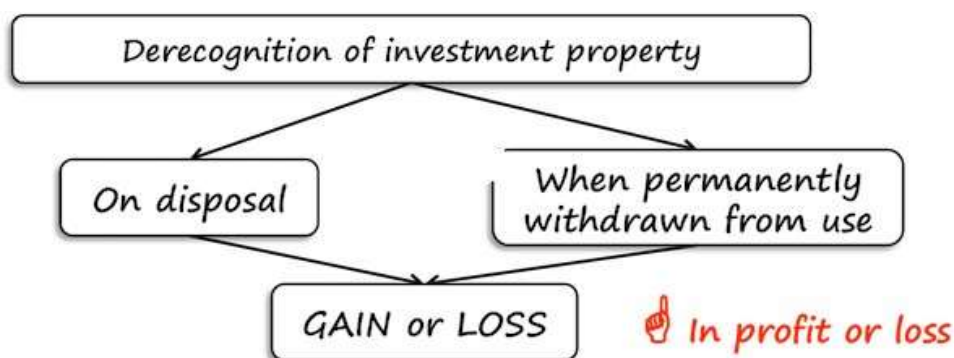 Derecognition of investment property
On disposal
When permanently
withdrawn from use
GAIN or LOSS
In profit or loss